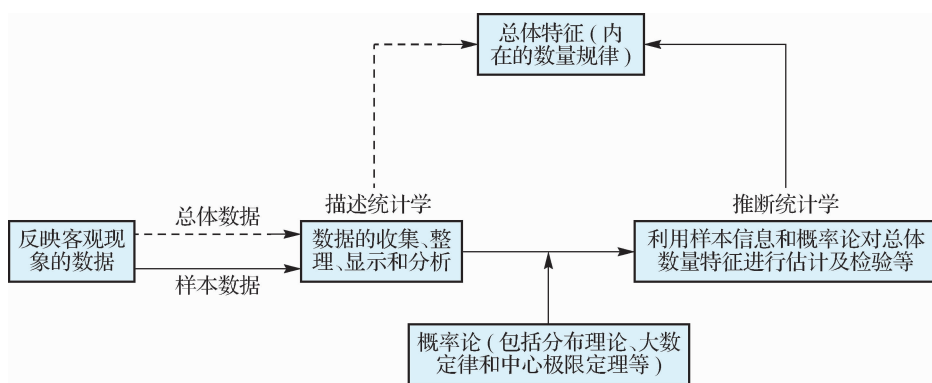 总体特征(内
在的数量规律)
描述统计学
推断统计学
总体数据
反映客观现
象的数据
样本数据
数据的收集、整
理、显示和分析
利用样本信息和概率论对总体
数量特征进行估计及检验等
概率论(包括分布理论、大数
定律和中心极限定理等)